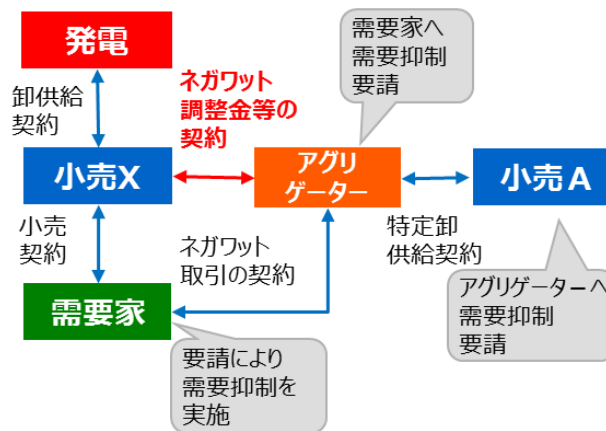 発電
需要家へ
需要抑制
要請
卸供給
契約
ネガワット
調整金等の
契約
小売X
アグリ
ゲーター
小売A
小売
契約
ネガワット
取引の契約
特定卸
供給契約
需要家
アグリゲーターへ
需要抑制
要請
要請により
需要抑制を
実施